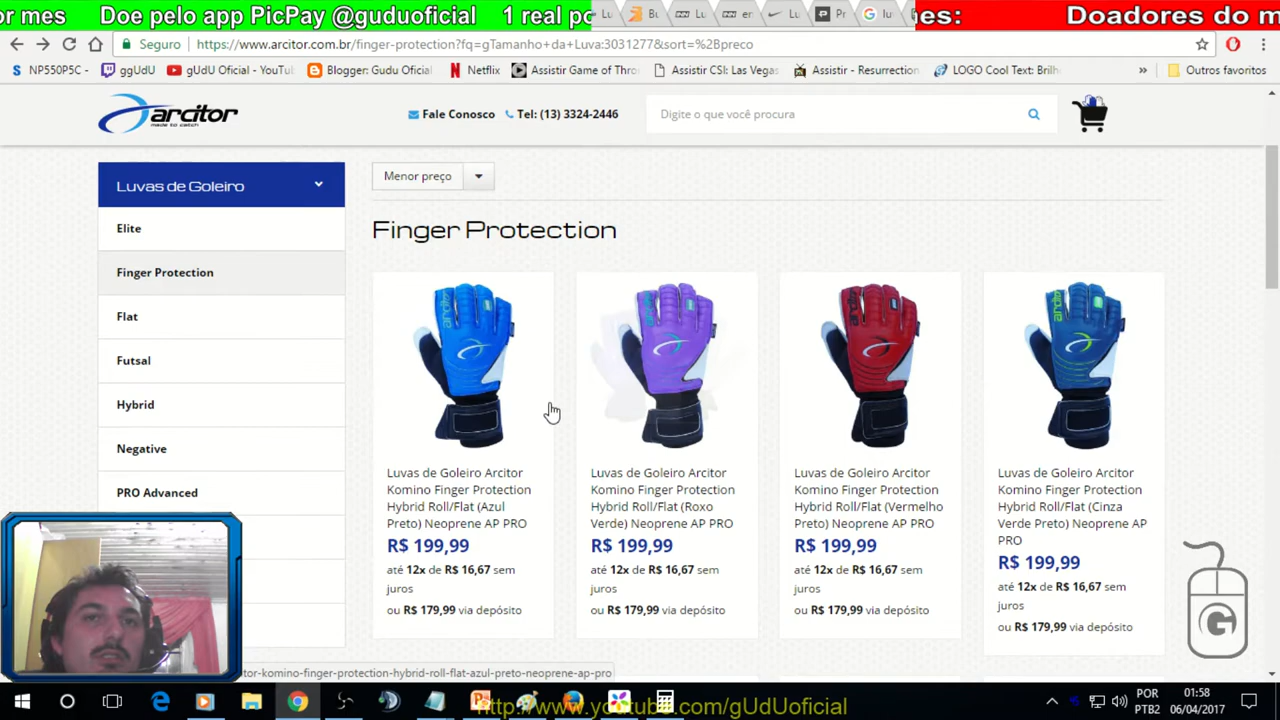 or mes Doe pelo app PicPay @guduoficial 1 real po mes: Doadores do m
Seguro https://www.arcitor.com.br/finger-protection?fq=gTamanho+da+Luva:3031277&sort=%2Bpreco
NP550P5C - ggUdU gUdU Oficial - YouTu Blogger: Gudu Oficial Netflix Assistir Game of Thro Assistir CSI: Las Vegas Assistir - Resurrection LOGO Cool Text: Brilh » Outros favoritos
arcitor
made to catch
Fale Conosco Tel: (13) 3324-2446 Digite o que você procura
Luvas de Goleiro
Elite
Finger Protection
Flat
Futsal
Hybrid
Negative
PRO Advanced
Menor preço
Finger Protection
Luvas de Goleiro Arcitor
Komino Finger Protection
Hybrid Roll/Flat (Azul
Preto) Neoprene AP PRO
R$ 199,99
até 12x de R$ 16,67 sem
juros
ou R$ 179,99 via depósito
Luvas de Goleiro Arcitor
Komino Finger Protection
Hybrid Roll/Flat (Roxo
Verde) Neoprene AP PRO
R$ 199,99
até 12x de R$ 16,67 sem
juros
ou R$ 179,99 via depósito
Luvas de Goleiro Arcitor
Komino Finger Protection
Hybrid Roll/Flat (Vermelho
Preto) Neoprene AP PRO
R$ 199,99
até 12x de R$ 16,67 sem
juros
ou R$ 179,99 via depósito
Luvas de Goleiro Arcitor
Komino Finger Protection
Hybrid Roll/Flat (Cinza
Verde Preto) Neoprene AP
PRO
R$ 199,99
até 12x de R$ 16,67 sem
juros
ou R$ 179,99 via depósito
tor-komino-finger-protection-hybrid-roll-flat-azul-preto-neoprene-ap-pro
http://www.youtube.com/gUdUoficial
POR
PTB2
01:58
06/04/2017